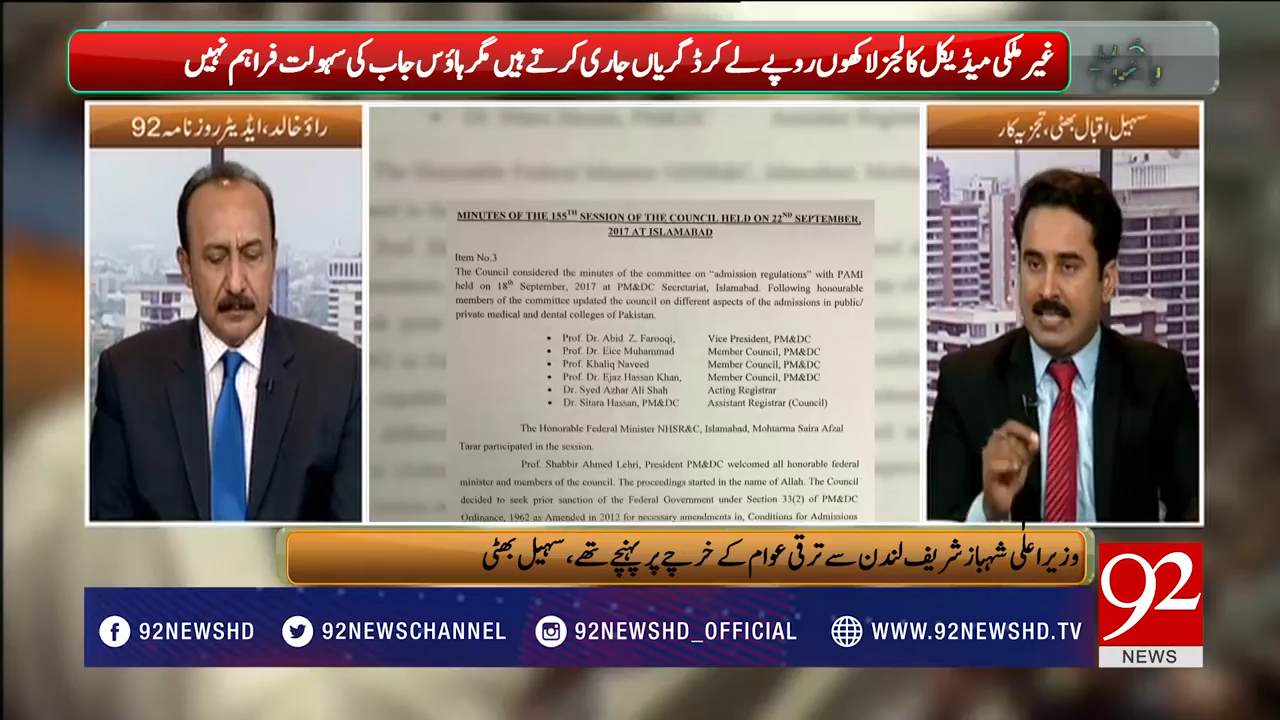 غیر ملکی میڈیکل کالجز لاکھوں روپے لے کر ڈگریاں جاری کرتے ہیں مگر ہاؤس جاب کی سہولت فراہم نہیں
راؤ خالد، ایڈیٹر روزنامہ 92
سہیل اقبال بھٹی، تجزیہ کار
MINUTES OF THE 155TH SESSION OF THE COUNCIL HELD ON 22ND SEPTEMBER,
2017 AT ISLAMABAD
Item No.3
The Council considered the minutes of the committee on "admission regulations" with PAMI
held on 18th September, 2017 at PM&DC Secretariat, Islamabad. Following honourable
members of the committee updated the council on different aspects of the admissions in public/
private medical and dental colleges of Pakistan.
• Prof. Dr. Abid Z. Farooqi, Vice President, PM&DC
• Prof. Dr. Eice Muhammad Member Council, PM&DC
• Prof. Khaliq Naveed Member Council, PM&DC
• Prof. Dr. Ejaz Hassan Khan, Member Council, PM&DC
• Dr. Syed Azhar Ali Shah Acting Registrar
• Dr. Sitara Hassan, PM&DC Assistant Registrar (Council)
The Honorable Federal Minister NHSR&C, Islamabad, Mohtarma Saira Afzal
Tarar participated in the session.
Prof. Shabbir Ahmed Lehri, President PM&DC welcomed all honorable federal
minister and members of the council. The proceedings started in the name of Allah. The Council
decided to seek prior sanction of the Federal Government under Section 33(2) of PM&DC
Ordinance, 1962 as Amended in 2012 for necessary amendments in, Conditions for Admissions
وزیراعلٰی شہباز شریف لندن سے ترقی عوام کے خرچے پر پہنچے تھے، سہیل بھٹی
92NEWSHD 92NEWSCHANNEL 92NEWSHD_OFFICIAL WWW.92NEWSHD.TV
92
NEWS